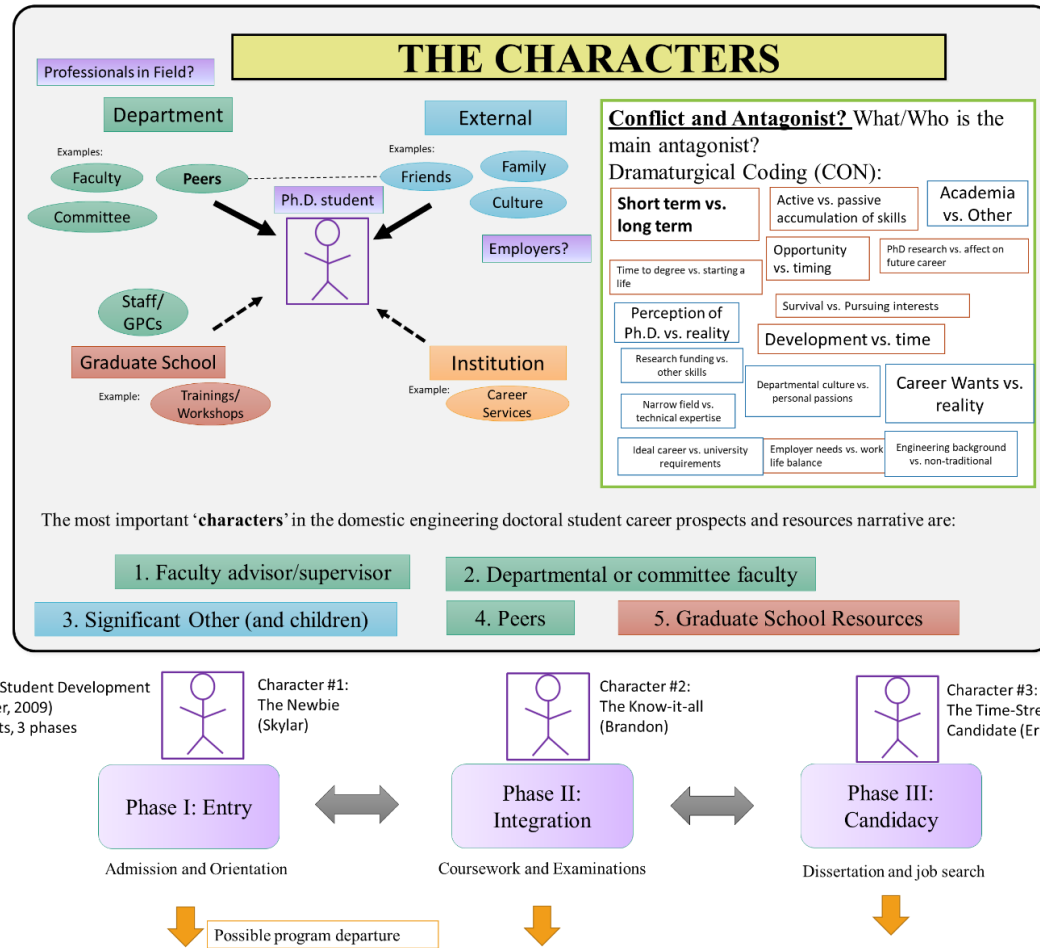 THE CHARACTERS
Professionals in Field?
Department
Examples:
Faculty
Peers
Committee
External
Examples:
Friends
Family
Culture
Ph.D. student
Employers?
Staff/
GPCs
Graduate School
Example:
Trainings/
Workshops
Institution
Example:
Career
Services
Conflict and Antagonist? What/Who is the
main antagonist?
Dramaturgical Coding (CON):
Short term vs.
long term
Active vs. passive
accumulation of skills
Academia
vs. Other
Time to degree vs. starting a
life
Opportunity
vs. timing
PhD research vs. affect on
future career
Perception of
Ph.D. vs. reality
Survival vs. Pursuing interests
Development vs. time
Research funding vs.
other skills
Departmental culture vs.
personal passions
Career Wants vs.
reality
Narrow field vs.
technical expertise
Ideal career vs. university
requirements
Employer needs vs. work
life balance
Engineering background
vs. non-traditional
The most important ‘characters’ in the domestic engineering doctoral student career prospects and resources narrative are:
1. Faculty advisor/supervisor
2. Departmental or committee faculty
3. Significant Other (and children)
4. Peers
5. Graduate School Resources
Student Development
2009)
3 phases
Character #1:
The Newbie
(Skylar)
Character #2:
The Know-it-all
(Brandon)
Character #3:
The
Candidate
Phase I: Entry
Phase II:
Integration
Phase III:
Candidacy
Admission and Orientation
Coursework and Examinations
Dissertation and job search
Possible program departure